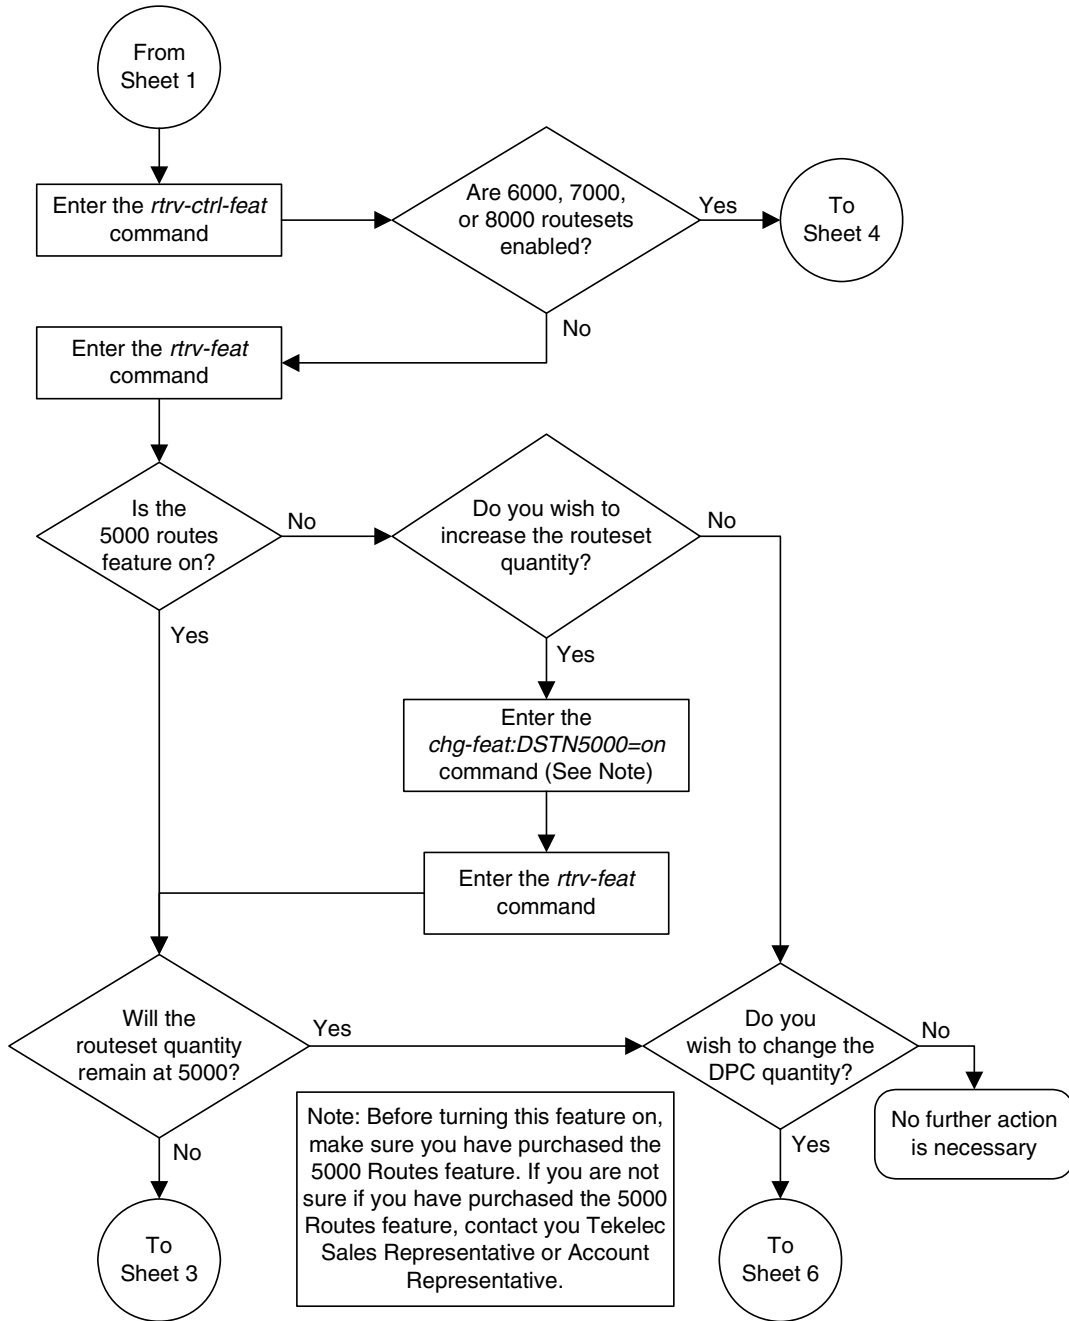 From
Sheet 1
Enter the rtrv-ctrl-feat
command
Are 6000, 7000,
or 8000 routesets
enabled?
Yes
To
Sheet 4
No
Enter the rtrv-feat
command
Is the
5000 routes
feature on?
No
Do you wish to
increase the routeset
quantity?
No
Yes
Yes
Enter the
chg-feat:DSTN5000=on
command (See Note)
Enter the rtrv-feat
command
Will the
routeset quantity
remain at 5000?
Yes
Do you
wish to change the
DPC quantity?
No
No further action
is necessary
No
Yes
Note: Before turning this feature on,
make sure you have purchased the
5000 Routes feature. If you are not
sure if you have purchased the 5000
Routes feature, contact you Tekelec
Sales Representative or Account
Representative.
To
Sheet 3
To
Sheet 6